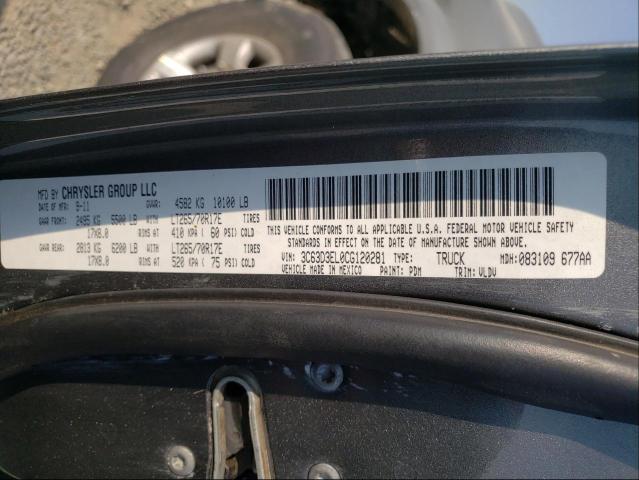 MFD BY CHRYSLER GROUP LLC
DATE OF MFR: 9-11 GVWR: 4582 KG 10100 LB
GAWR FRONT: 2495 KG 5500 LB WITH LT265/70R17E TIRES
17X8.0 RIMS AT 410 KPA ( 60 PSI) COLD
GAWR REAR: 2813 KG 6200 LB WITH LT265/70R17E TIRES
17X8.0 RIMS AT 520 KPA ( 75 PSI) COLD
THIS VEHICLE CONFORMS TO ALL APPLICABLE U.S.A. FEDERAL MOTOR VEHICLE SAFETY
STANDARDS IN EFFECT ON THE DATE OF MANUFACTURE SHOWN ABOVE.
VIN: 3C63D3EL0CG120281 TYPE: TRUCK MDH: 083109 677AA
VEHICLE MADE IN MEXICO PAINT: PDM TRIM: VLDV